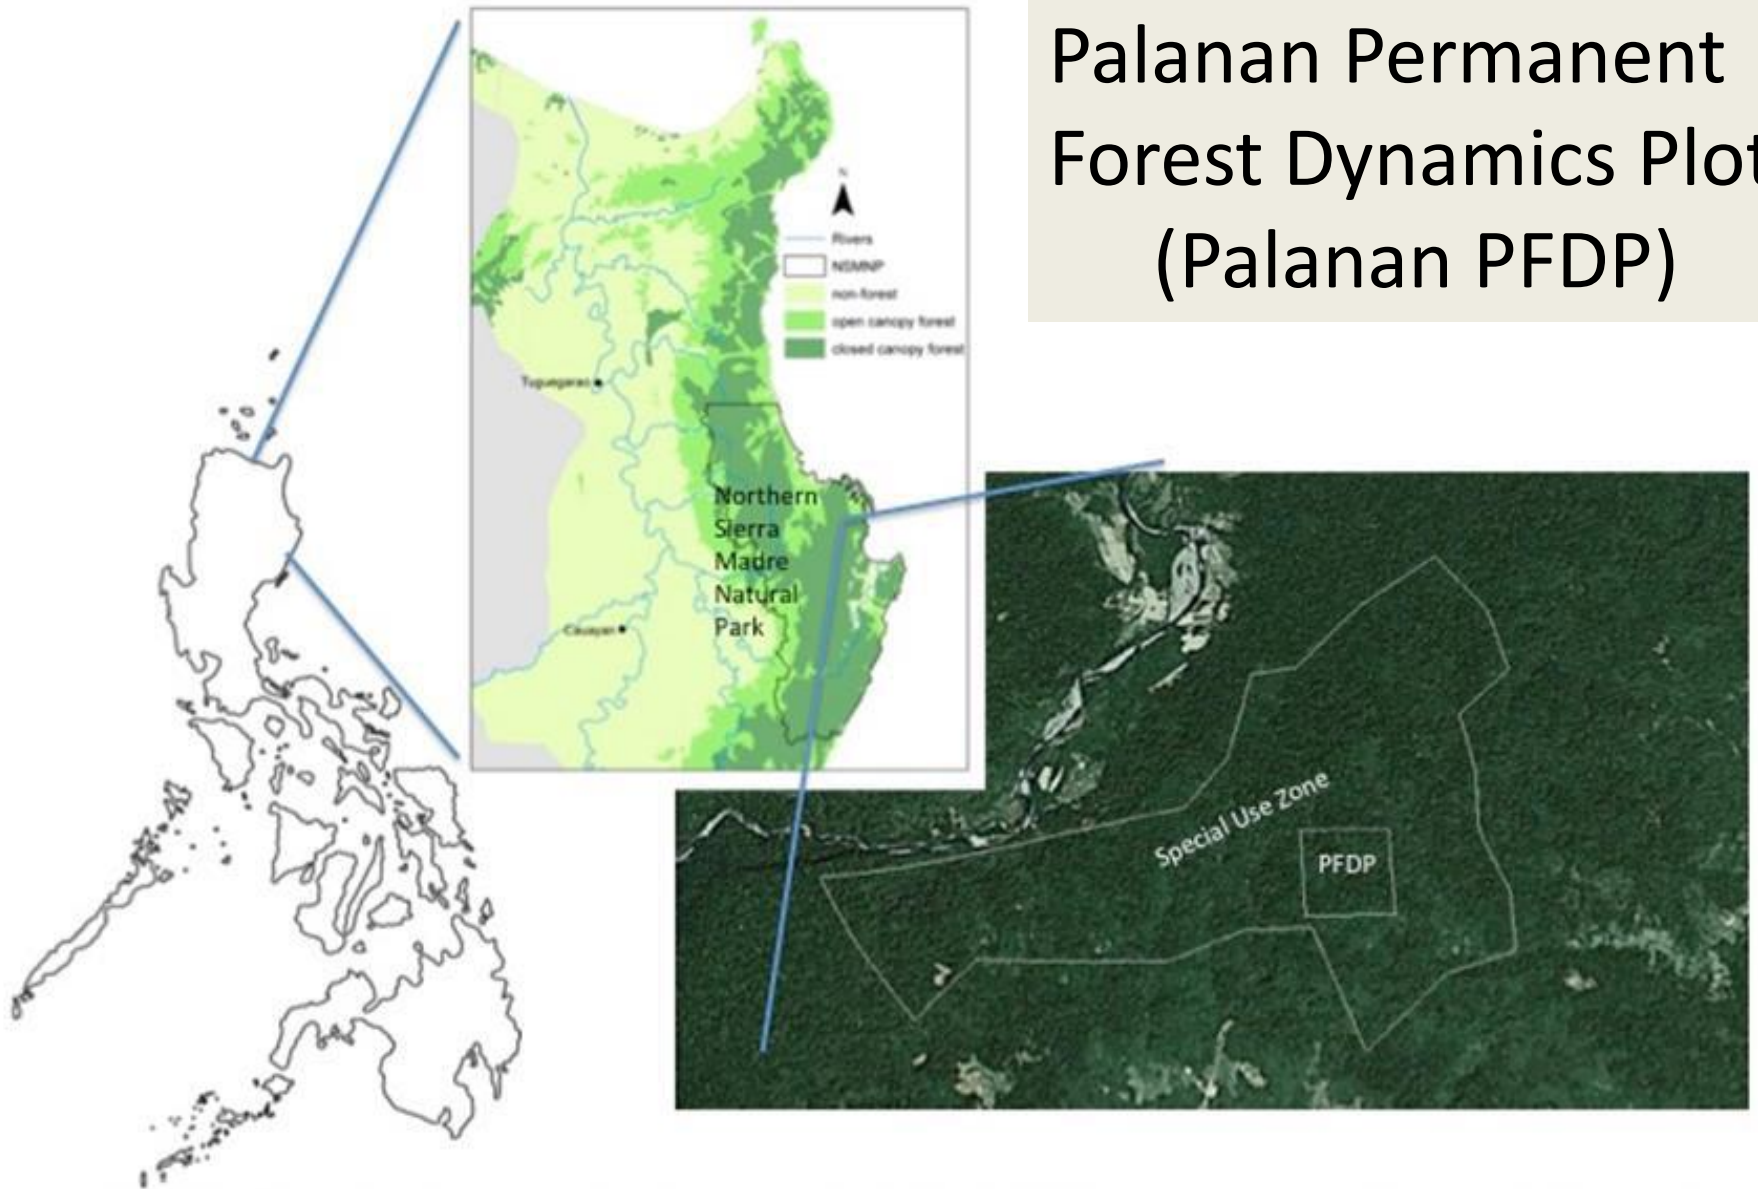 Palanan Permanent
Forest Dynamics Plot
(Palanan PFDP)
N
Rivers
NSMNP
non-forest
open canopy forest
closed canopy forest
Tuguegarao
Northern
Sierra
Madre
Natural
Park
Cauayan
Special Use Zone
PFDP